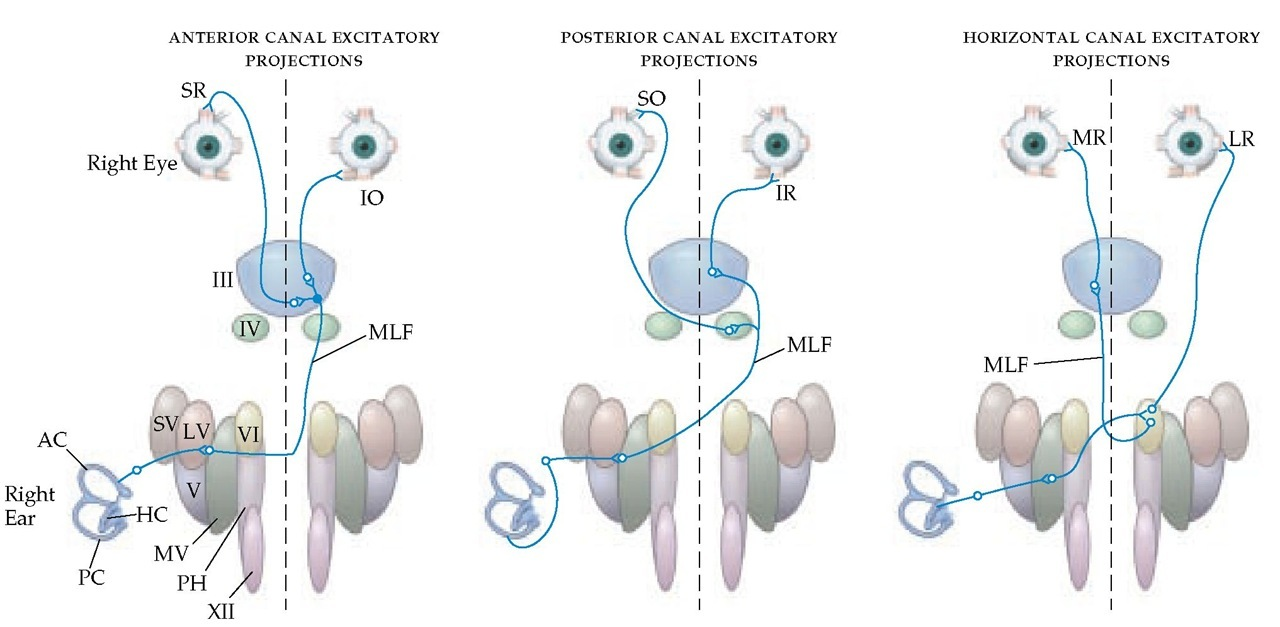 ANTERIOR CANAL EXCITATORY
PROJECTIONS
SR
Right Eye
IO
III
IV
MLF
SV
LV
VI
AC
V
Right
Ear
HC
MV
PC
PH
XII
POSTERIOR CANAL EXCITATORY
PROJECTIONS
SO
IR
MLF
HORIZONTAL CANAL EXCITATORY
PROJECTIONS
MR
LR
MLF